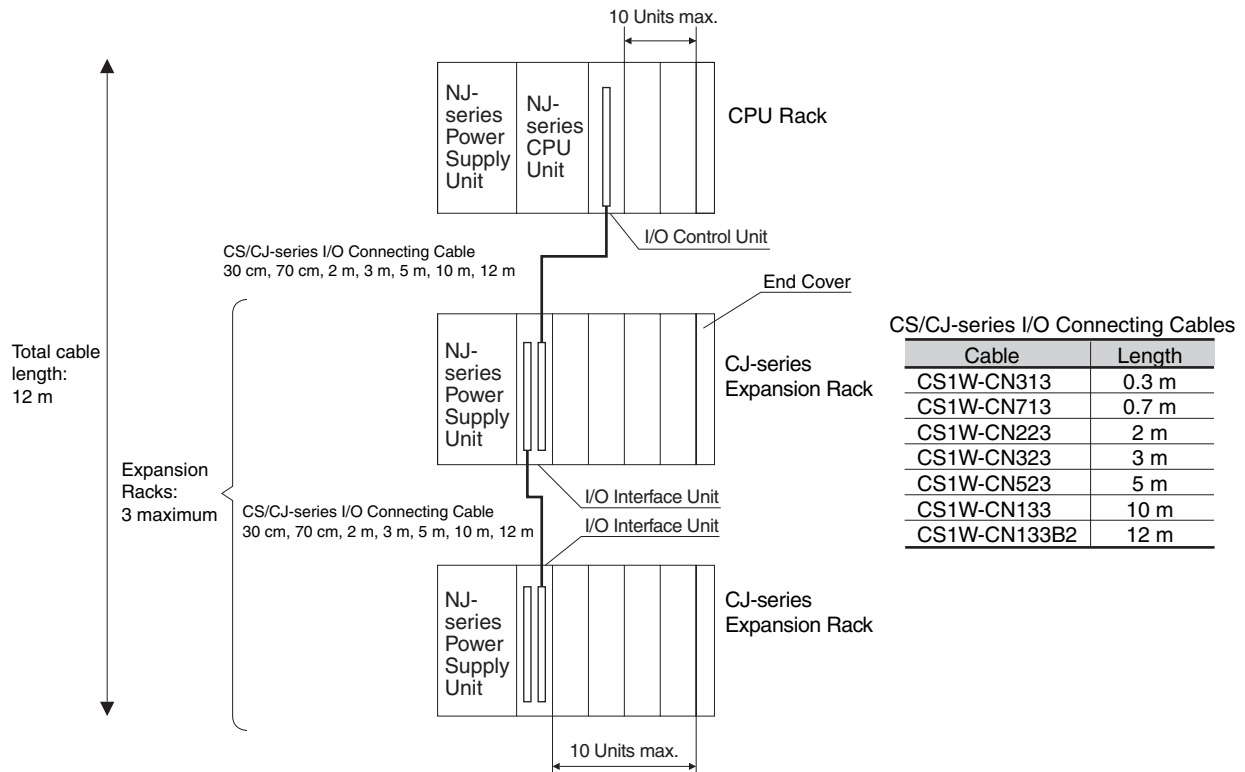 10 Units max.
NJ-
series
Power
Supply
Unit
NJ-
series
CPU
Unit
CPU Rack
I/O Control Unit
CS/CJ-series I/O Connecting Cable
30 cm, 70 cm, 2 m, 3 m, 5 m, 10 m, 12 m
End Cover
Total cable
length:
12 m
NJ-
series
Power
Supply
Unit
CJ-series
Expansion Rack
Expansion
Racks:
3 maximum
I/O Interface Unit
CS/CJ-series I/O Connecting Cable
30 cm, 70 cm, 2 m, 3 m, 5 m, 10 m, 12 m
I/O Interface Unit
NJ-
series
Power
Supply
Unit
CJ-series
Expansion Rack
10 Units max.
CS/CJ-series I/O Connecting Cables
Cable Length
CS1W-CN313 0.3 m
CS1W-CN713 0.7 m
CS1W-CN223 2 m
CS1W-CN323 3 m
CS1W-CN523 5 m
CS1W-CN133 10 m
CS1W-CN133B2 12 m